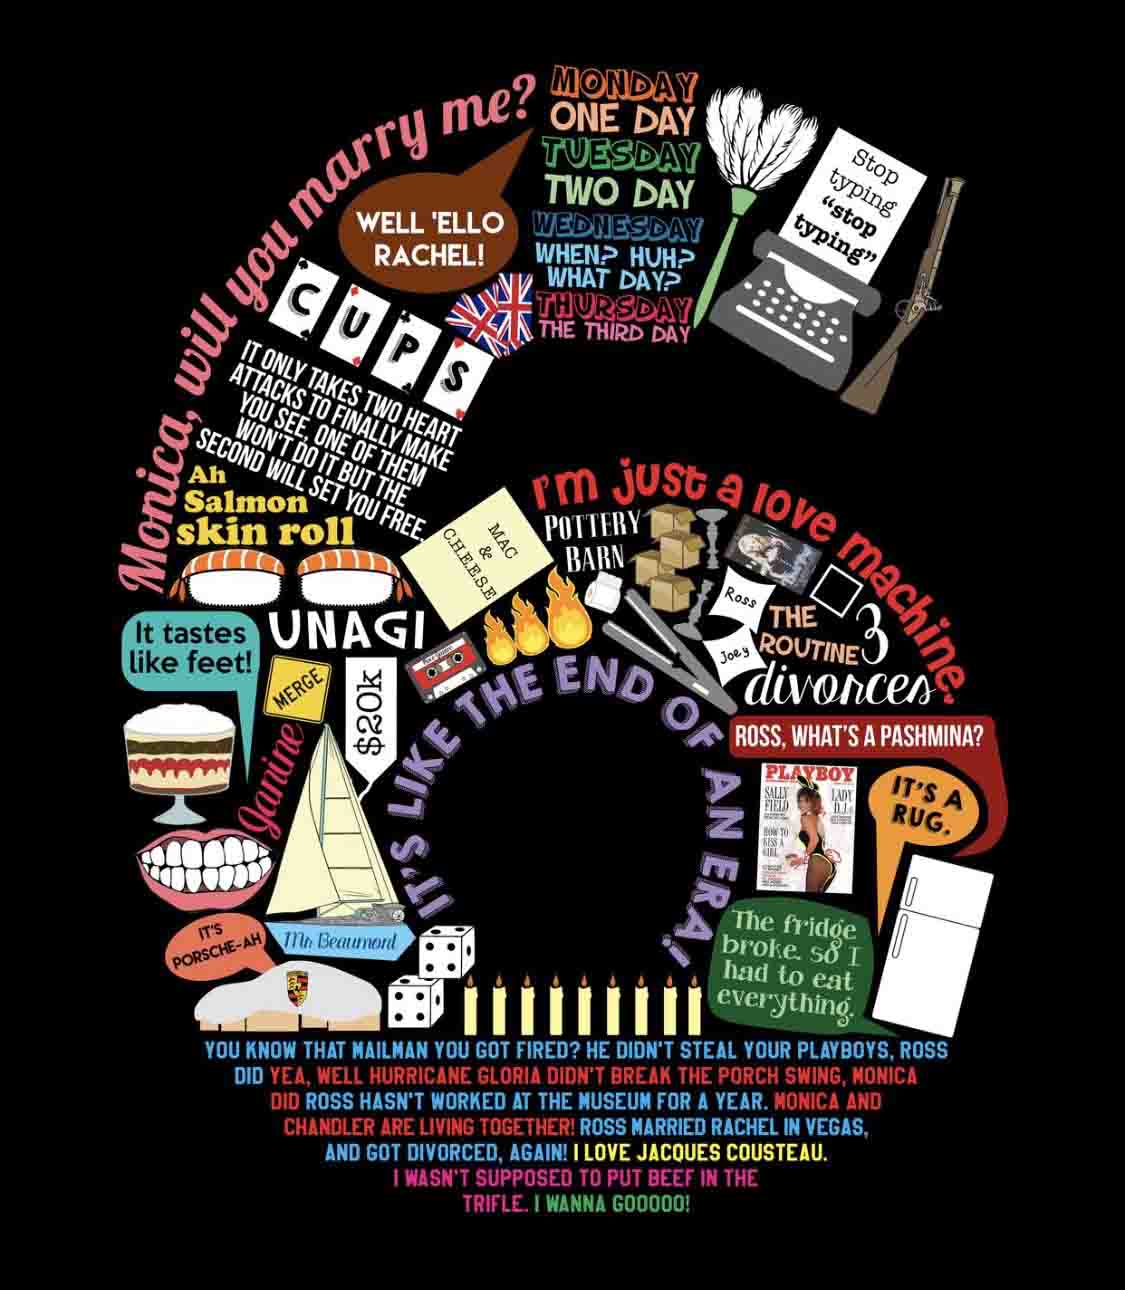 Monica, will you marry me?
MONDAY
ONE DAY
TUESDAY
TWO DAY
WEDNESDAY
WHEN? HUH?
WHAT DAY?
THURSDAY
THE THIRD DAY
WELL 'ELLO
RACHEL!
Stop
typing
"stop
typing"
CUPS
IT ONLY TAKES TWO HEART
ATTACKS TO FINALLY MAKE
YOU SEE, ONE OF THEM
WON'T DO IT BUT THE
SECOND WILL SET YOU FREE.
Ah
Salmon
skin roll
UNAGI
MAC
&
C.H.E.E.S.E
I'm just a love machine.
POTTERY
BARN
Ross
Joey
THE
ROUTINE
3
divorces
It tastes
like feet!
MERGE
$20k
Janine
IT'S LIKE THE END OF AN ERA!
ROSS, WHAT'S A PASHMINA?
PLAYBOY
SALLY
FIELD
LADY
D.J.s
HOW TO
KISS A
GIRL
IT'S A
RUG.
The fridge
broke. so I
had to eat
everything.
IT'S
PORSCHE-AH
Mr Beaumont
YOU KNOW THAT MAILMAN YOU GOT FIRED? HE DIDN'T STEAL YOUR PLAYBOYS, ROSS
DID YEA, WELL HURRICANE GLORIA DIDN'T BREAK THE PORCH SWING, MONICA
DID ROSS HASN'T WORKED AT THE MUSEUM FOR A YEAR. MONICA AND
CHANDLER ARE LIVING TOGETHER! ROSS MARRIED RACHEL IN VEGAS,
AND GOT DIVORCED, AGAIN! I LOVE JACQUES COUSTEAU.
I WASN'T SUPPOSED TO PUT BEEF IN THE
TRIFLE. I WANNA GOOOOO!